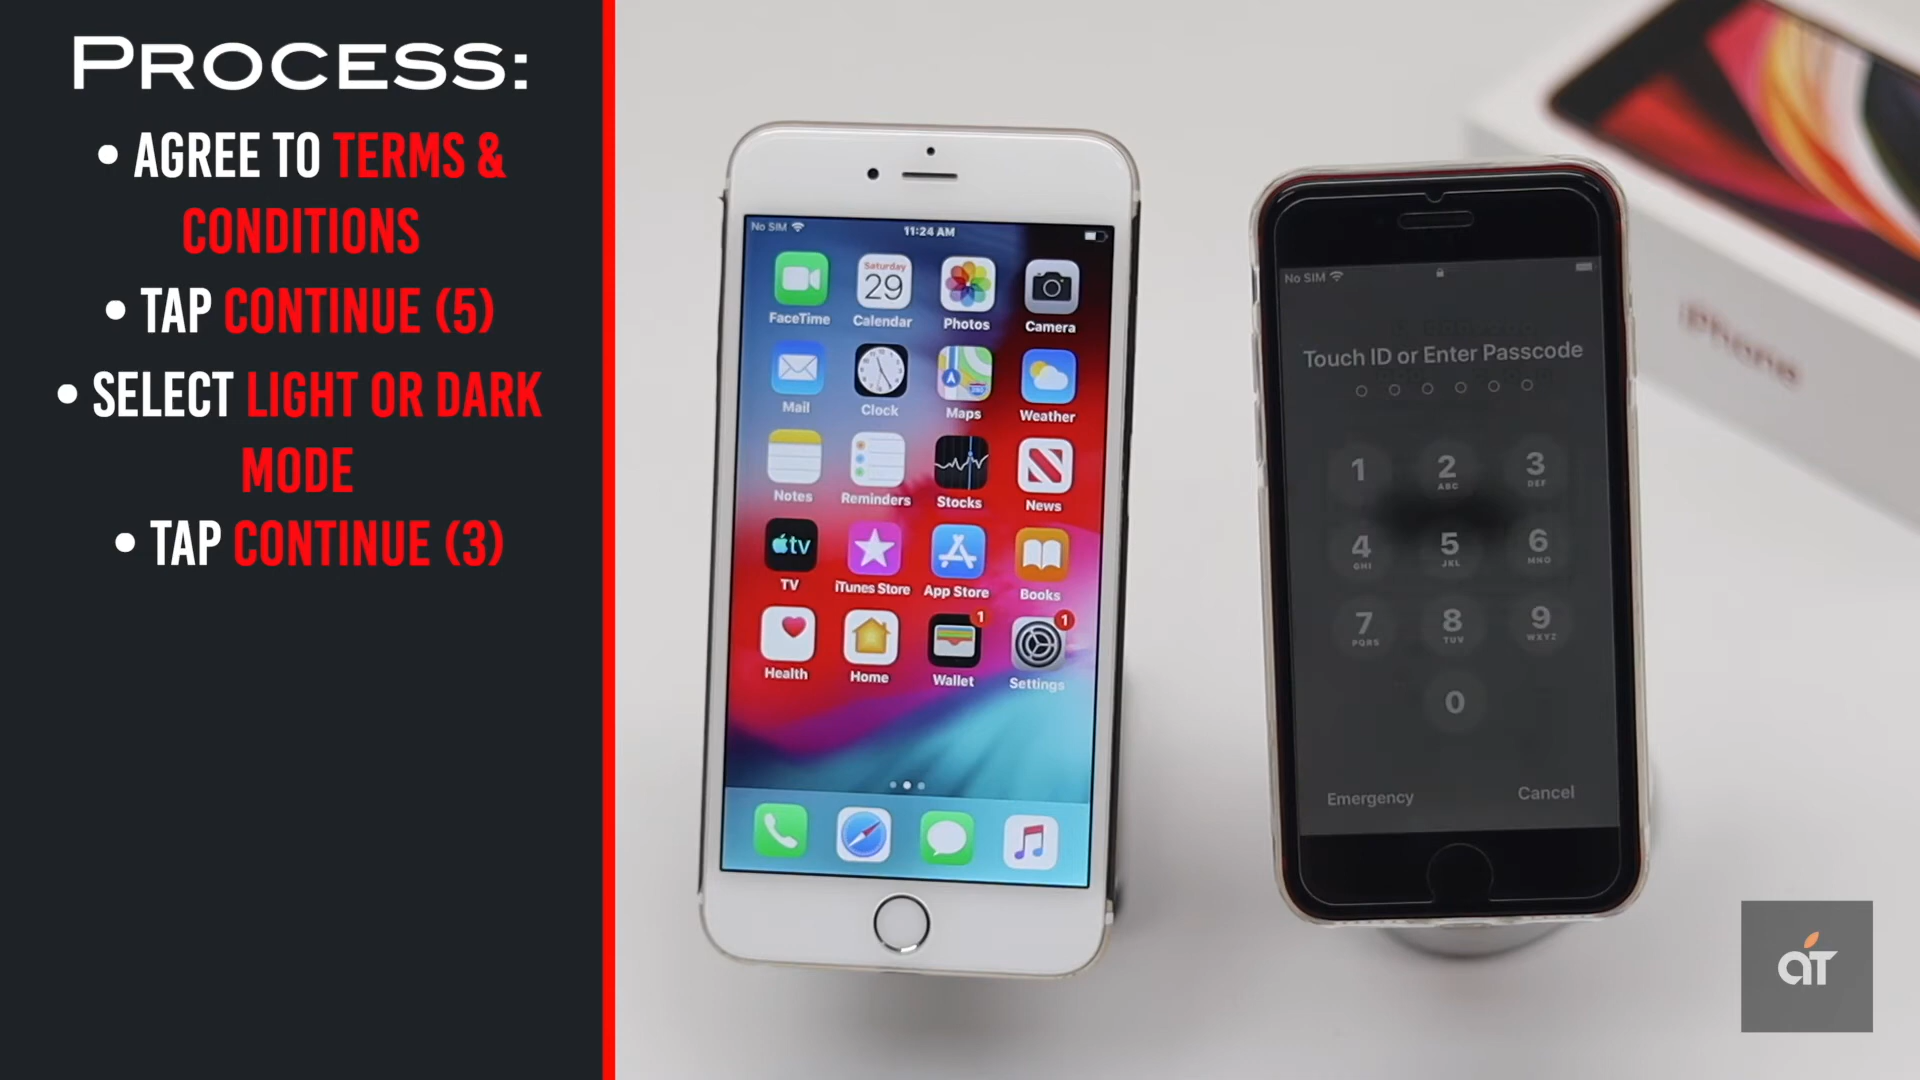 PROCESS:
• AGREE TO TERMS &
CONDITIONS
• TAP CONTINUE (5)
• SELECT LIGHT OR DARK
MODE
• TAP CONTINUE (3)
No SIM
11:24 AM
Saturday
29
FaceTime
Calendar
Photos
Camera
Mail
Clock
Maps
Weather
Notes
Reminders
Stocks
News
tv
TV
iTunes Store
App Store
Books
1
1
Health
Home
Wallet
Settings
No SIM
Touch ID or Enter Passcode
1
2
ABC
3
DEF
4
GHI
5
JKL
6
MNO
7
PQRS
8
TUV
9
WXYZ
0
Emergency
Cancel
iPhone
aT